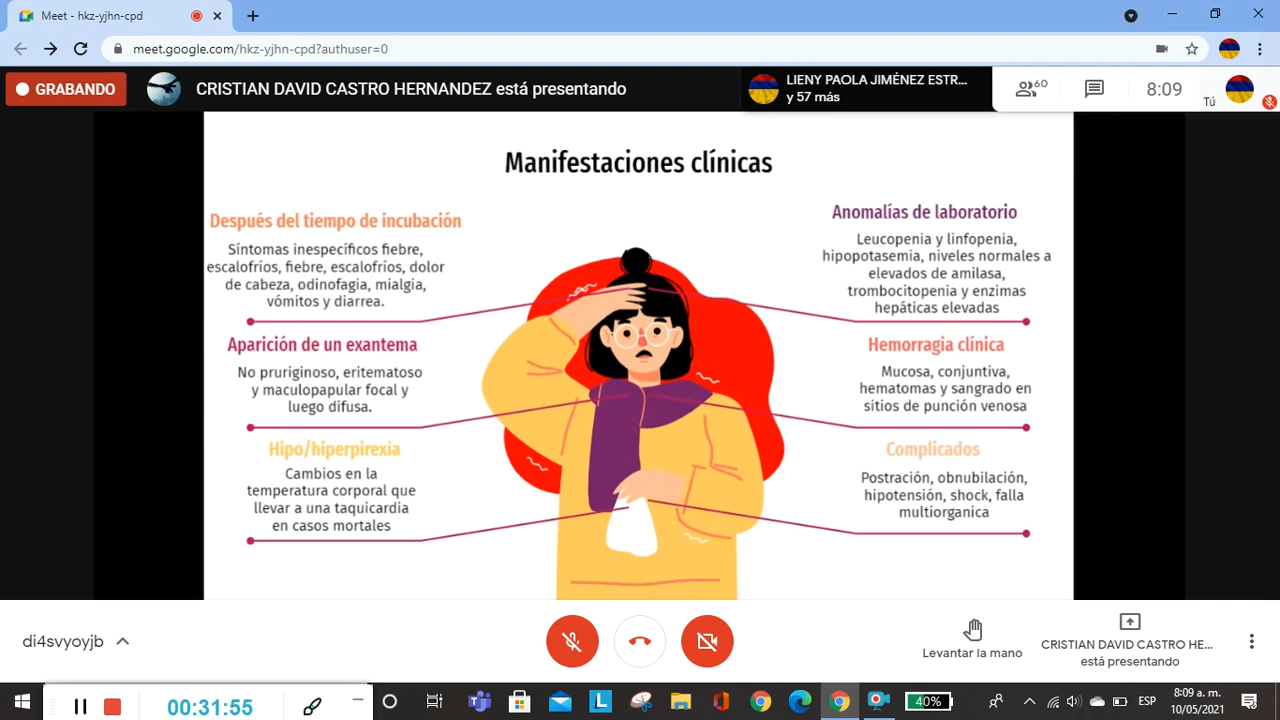 Meet - hkz-yjhn-cpd
meet.google.com/hkz-yjhn-cpd?authuser=0
GRABANDO
CRISTIAN DAVID CASTRO HERNANDEZ está presentando
LIENY PAOLA JIMÉNEZ ESTR...
y 57 más
60
8:09
Tú
Manifestaciones clínicas
Después del tiempo de incubación
Síntomas inespecíficos fiebre,
escalofríos, fiebre, escalofríos, dolor
de cabeza, odinofagia, mialgia,
vómitos y diarrea.
Anomalías de laboratorio
Leucopenia y linfopenia,
hipopotasemia, niveles normales a
elevados de amilasa,
trombocitopenia y enzimas
hepáticas elevadas
Aparición de un exantema
No pruriginoso, eritematoso
y maculopapular focal y
luego difusa.
Hemorragia clínica
Mucosa, conjuntiva,
hematomas y sangrado en
sitios de punción venosa
Hipo/hiperpirexia
Cambios en la
temperatura corporal que
llevar a una taquicardia
en casos mortales
Complicados
Postración, obnubilación,
hipotensión, shock, falla
multiorganica
di4svyoyjb
Levantar la mano
CRISTIAN DAVID CASTRO HE...
está presentando
00:31:55
40%
ESP
8:09 a. m.
10/05/2021